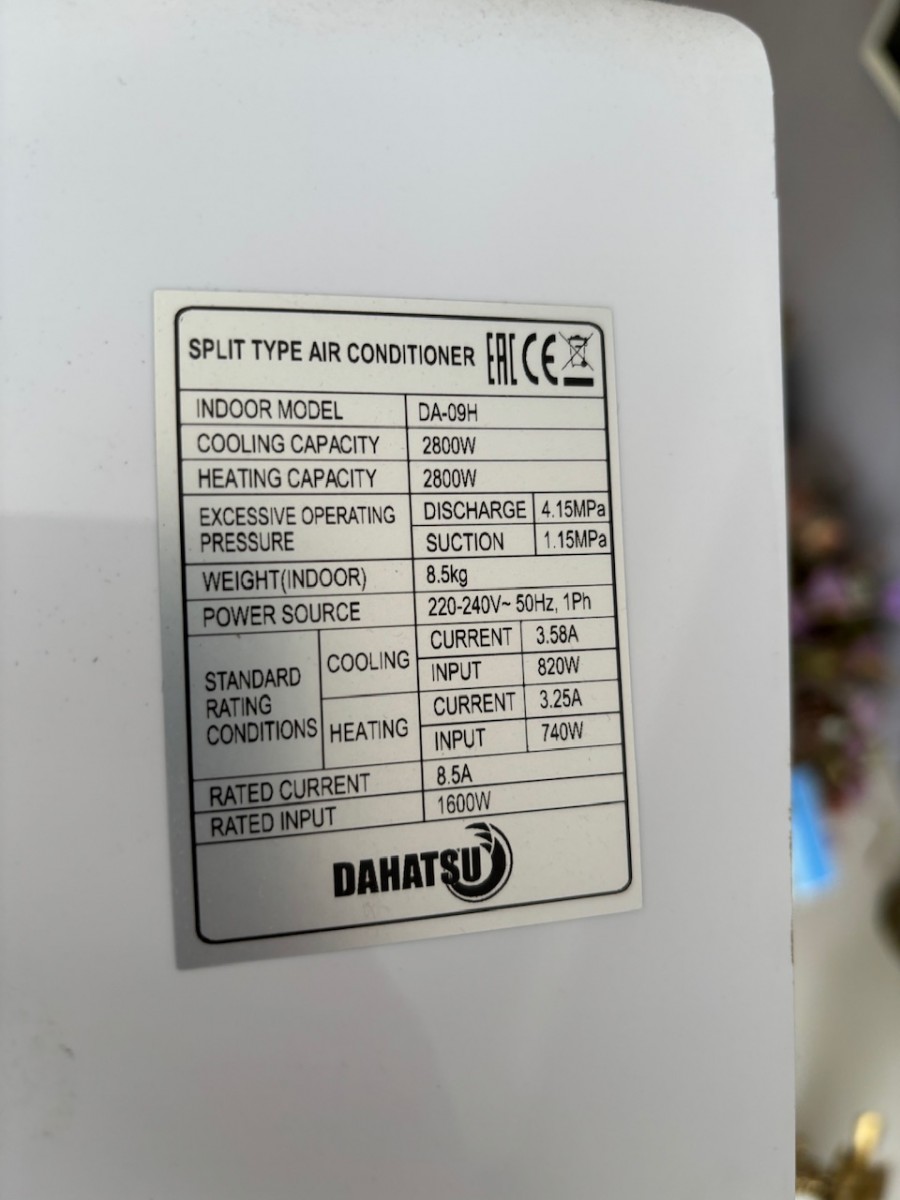 SPLIT TYPE AIR CONDITIONER EAC CE
INDOOR MODEL DA-09H
COOLING CAPACITY 2800W
HEATING CAPACITY 2800W
EXCESSIVE OPERATING PRESSURE DISCHARGE 4.15MPa
SUCTION 1.15MPa
WEIGHT(INDOOR) 8.5kg
POWER SOURCE 220-240V~ 50Hz, 1Ph
STANDARD RATING CONDITIONS COOLING CURRENT 3.58A
INPUT 820W
HEATING CURRENT 3.25A
INPUT 740W
RATED CURRENT 8.5A
RATED INPUT 1600W
DAHATSU